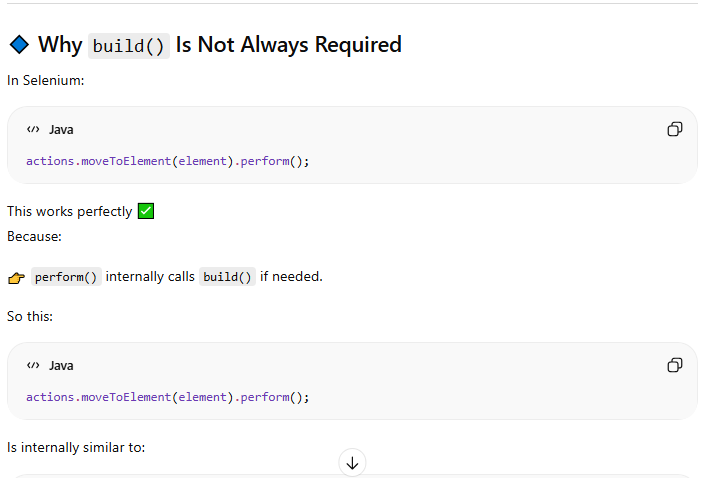 Why build() Is Not Always Required
In Selenium:
Java
actions.moveToElement(element).perform();
This works perfectly
Because:
perform() internally calls build() if needed.
So this:
Java
actions.moveToElement(element).perform();
Is internally similar to: